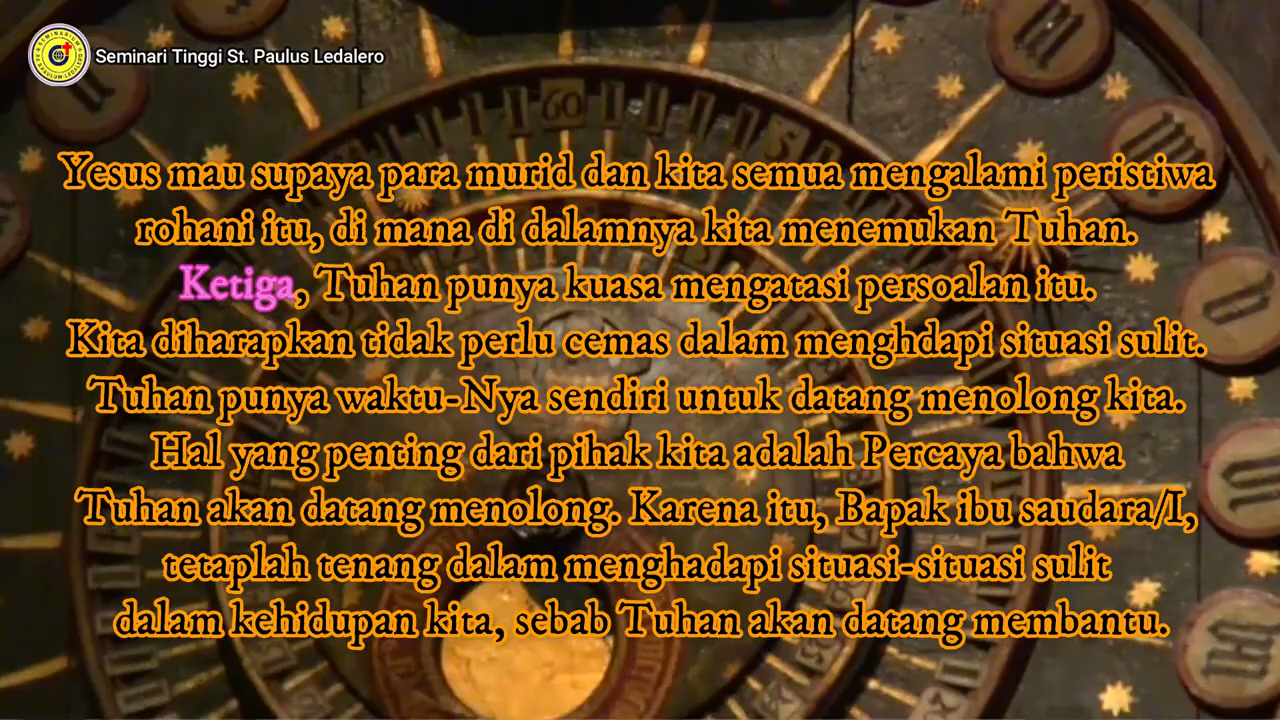 Seminari Tinggi St. Paulus Ledalero
60
Yesus mau supaya para murid dan kita semua mengalami peristiwa
rohani itu, di mana di dalamnya kita menemukan Tuhan.
Ketiga, Tuhan punya kuasa mengatasi persoalan itu.
Kita diharapkan tidak perlu cemas dalam menghdapi situasi sulit.
Tuhan punya waktu-Nya sendiri untuk datang menolong kita.
Hal yang penting dari pihak kita adalah Percaya bahwa
Tuhan akan datang menolong. Karena itu, Bapak ibu saudara/I,
tetaplah tenang dalam menghadapi situasi-situasi sulit
dalam kehidupan kita, sebab Tuhan akan datang membantu.